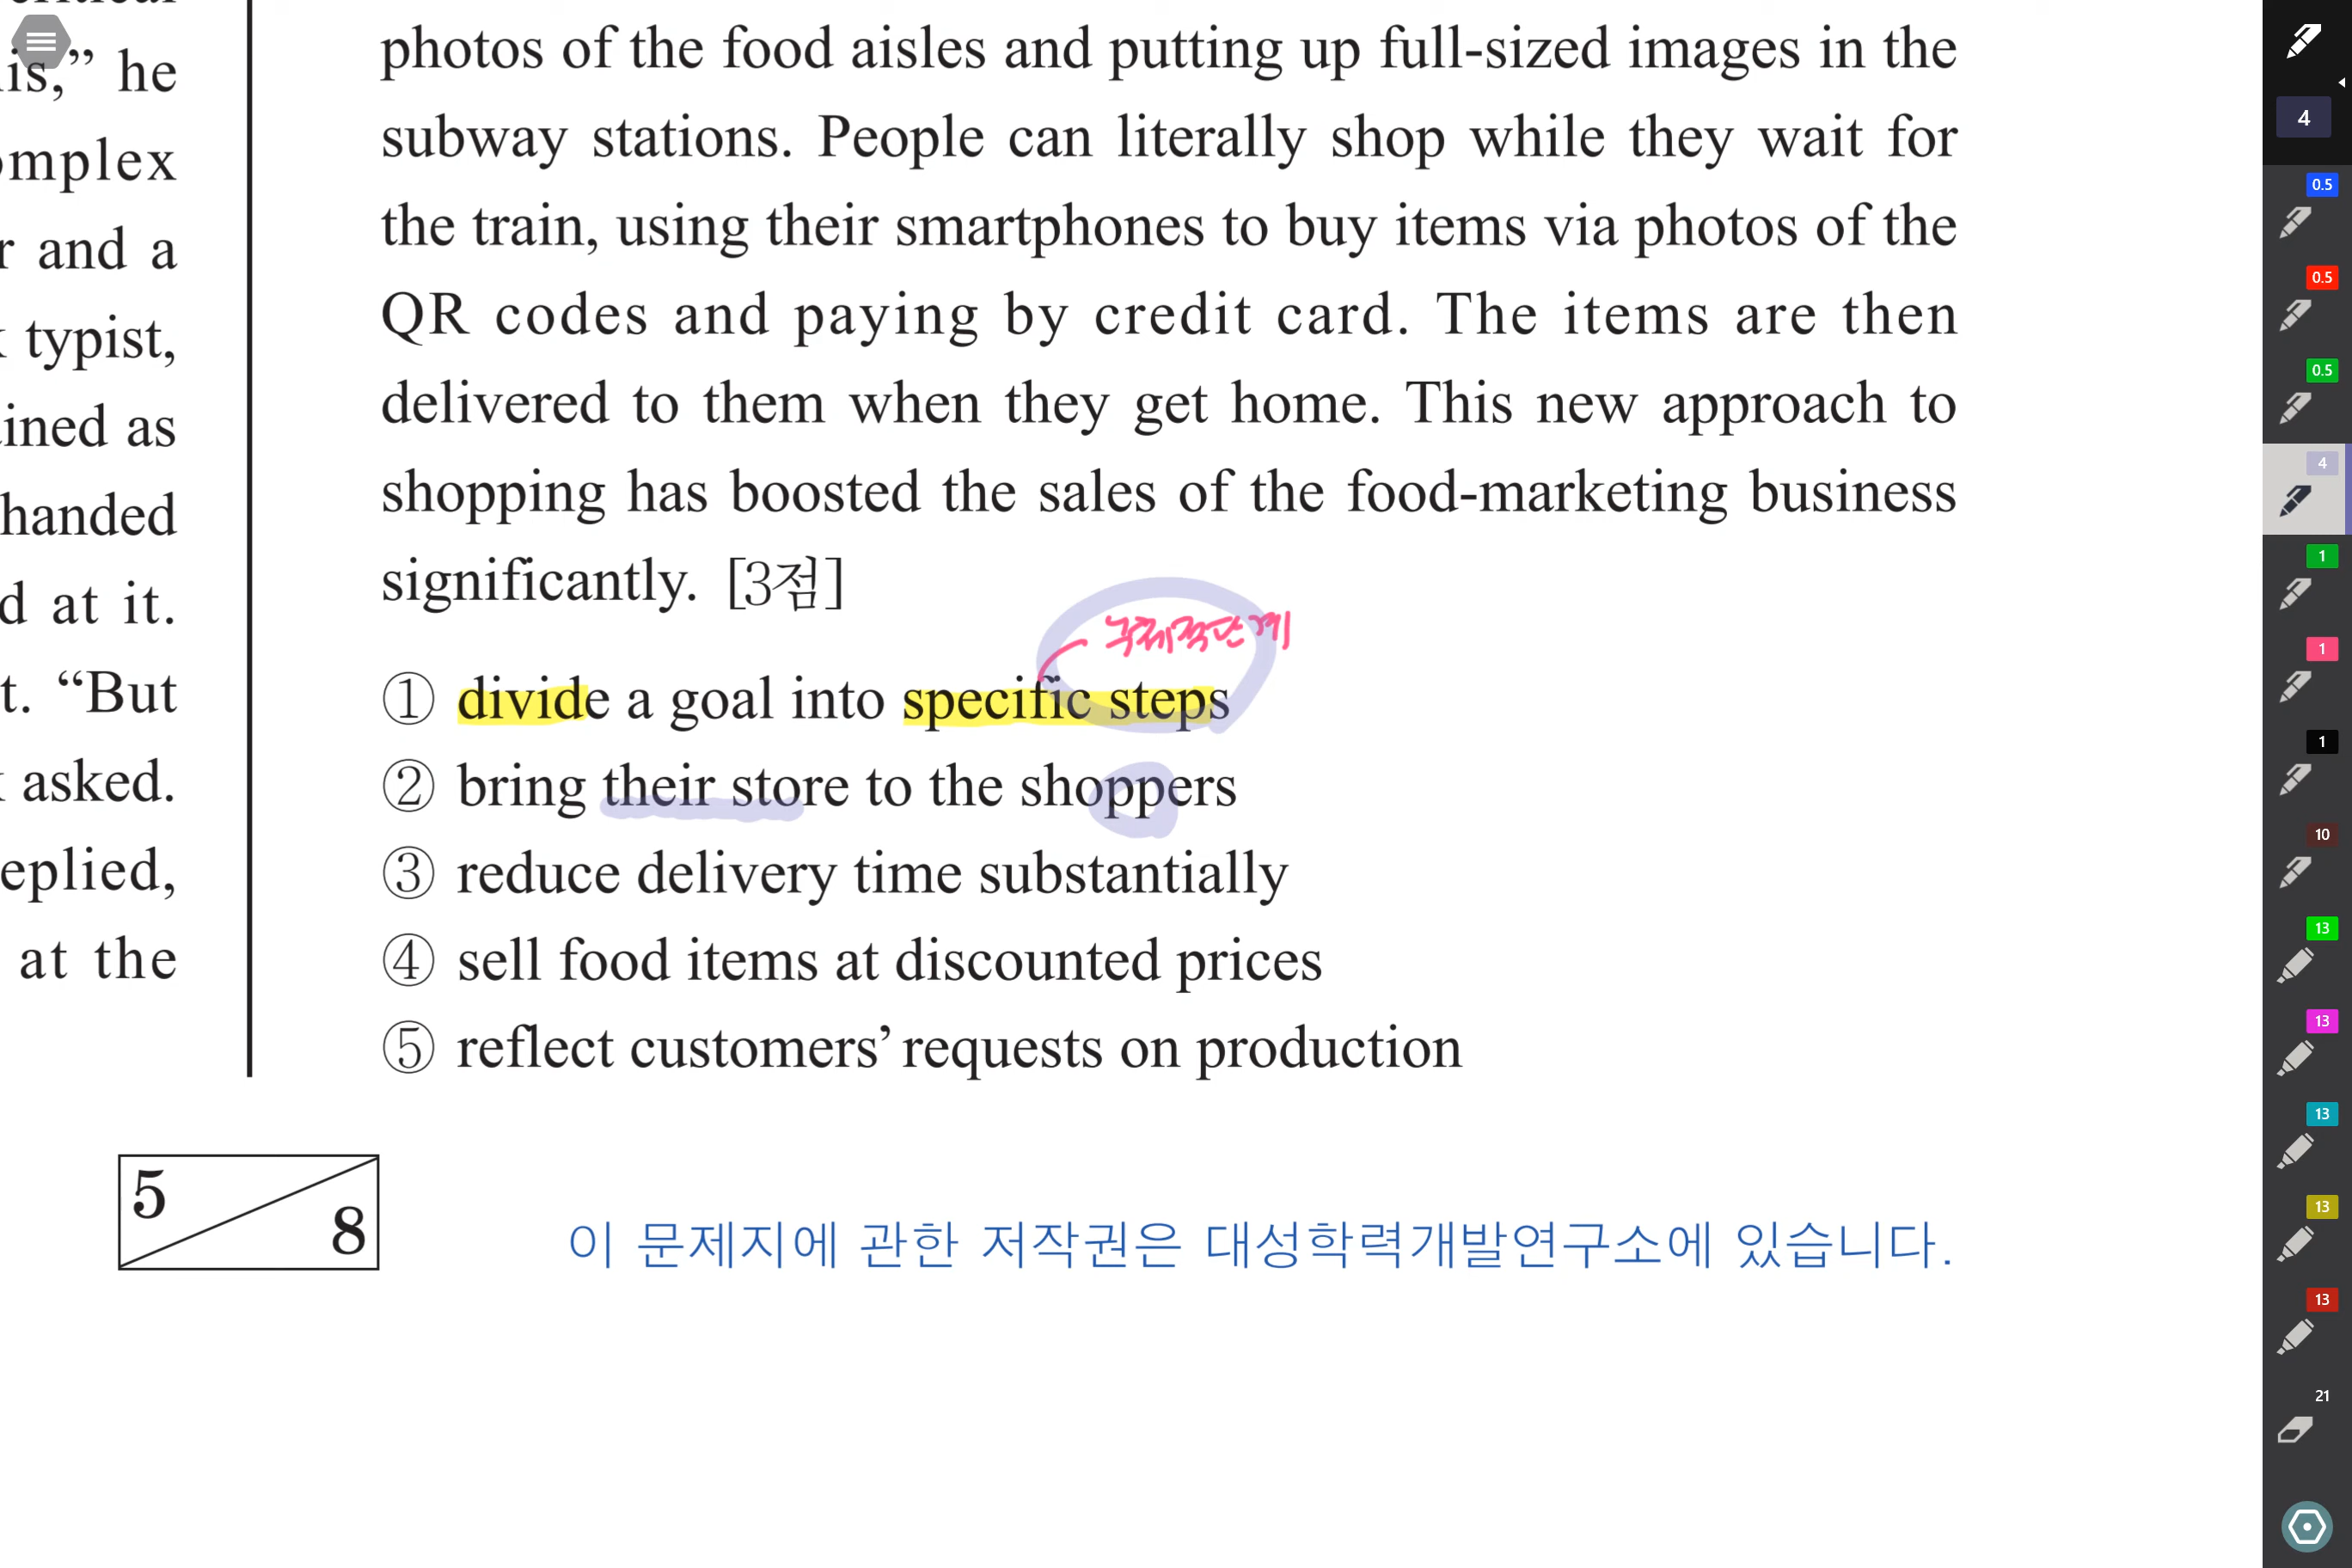 is,” he
omplex
r and a
typist,
ined as
handed
d at it.
t. “But
asked.
eplied,
at the
photos of the food aisles and putting up full-sized images in the
subway stations. People can literally shop while they wait for
the train, using their smartphones to buy items via photos of the
QR codes and paying by credit card. The items are then
delivered to them when they get home. This new approach to
shopping has boosted the sales of the food-marketing business
significantly. [3점]
구체적단계
① divide a goal into specific steps
② bring their store to the shoppers
③ reduce delivery time substantially
④ sell food items at discounted prices
⑤ reflect customers’ requests on production
5
8
이 문제지에 관한 저작권은 대성학력개발연구소에 있습니다.
4
0.5
0.5
0.5
4
1
1
1
10
13
13
13
13
13
21